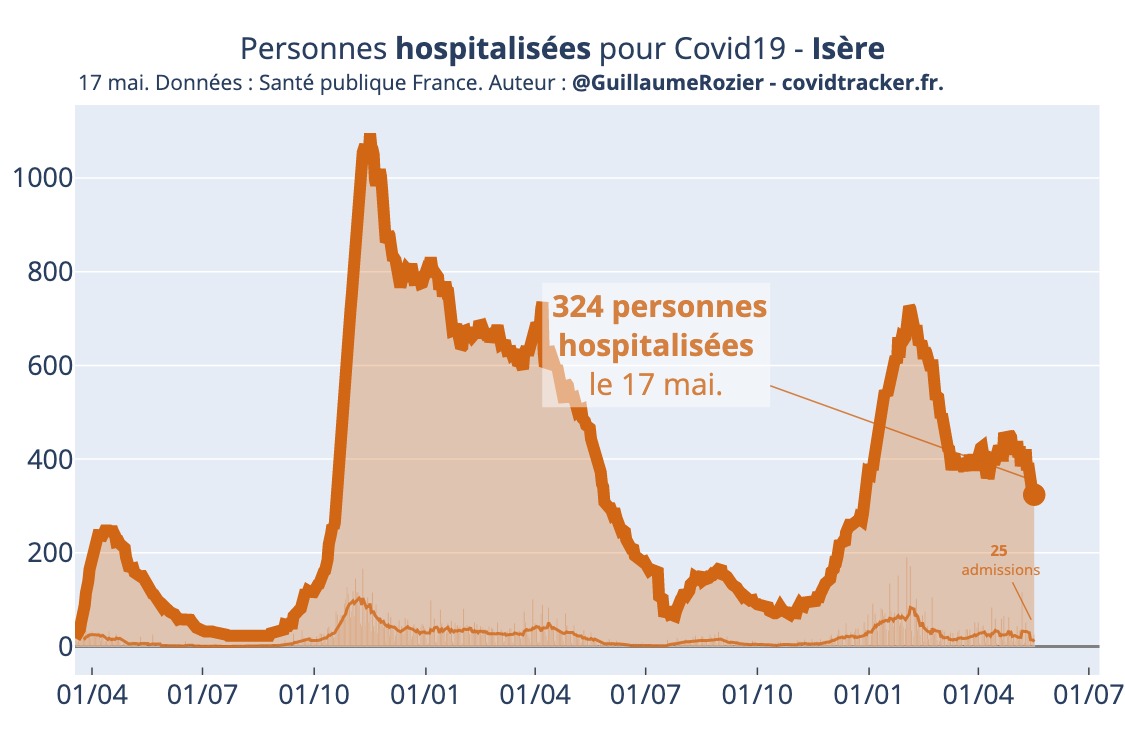 Personnes hospitalisées pour Covid19 - Isère
17 mai. Données : Santé publique France. Auteur : @GuillaumeRozier - covidtracker.fr.
1000
800
600
400
200
0
324 personnes
hospitalisées
le 17 mai.
25
admissions
01/04
01/07
01/10
01/01
01/04
01/07
01/10
01/01
01/04
01/07